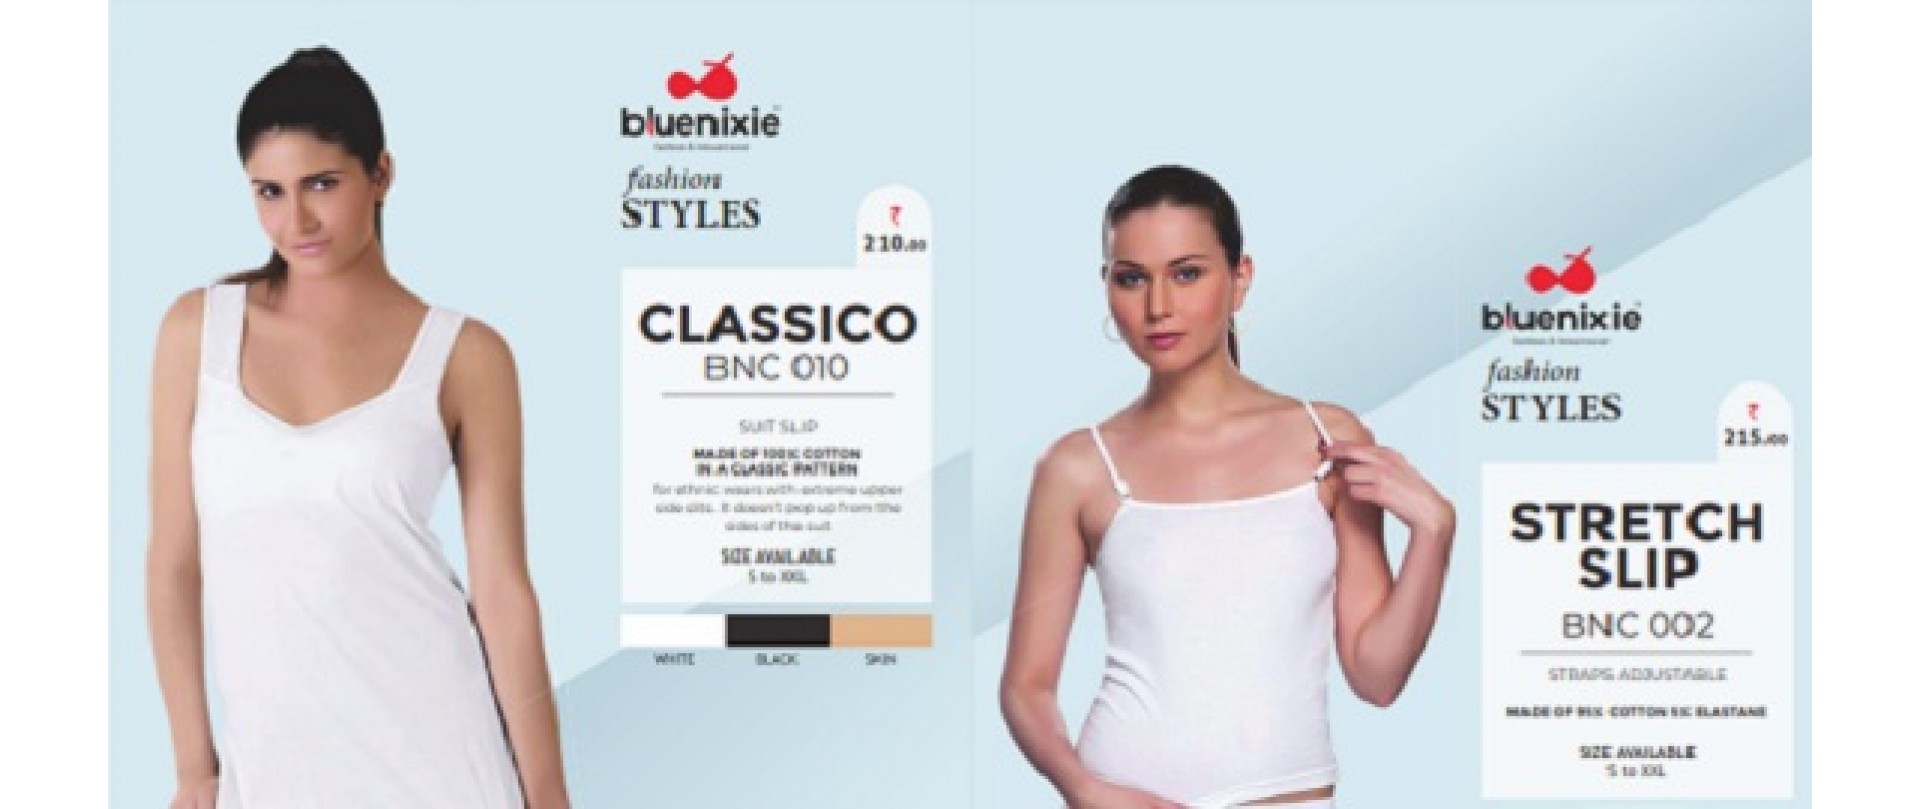 bluenixie
fashion
STYLES
₹
210.00
CLASSICO
BNC 010
SUIT SLIP
MADE OF 100% COTTON
IN A CLASSIC PATTERN
for ethnic wears with extreme upper
side slits. It doesn't pop up from the
sides of the suit
SIZE AVAILABLE
S to XXL
WHITE
BLACK
SKIN
bluenixie
fashion
STYLES
₹
215.00
STRETCH
SLIP
BNC 002
STRAPS ADJUSTABLE
MADE OF 95% COTTON 5% ELASTANE
SIZE AVAILABLE
S to XXL